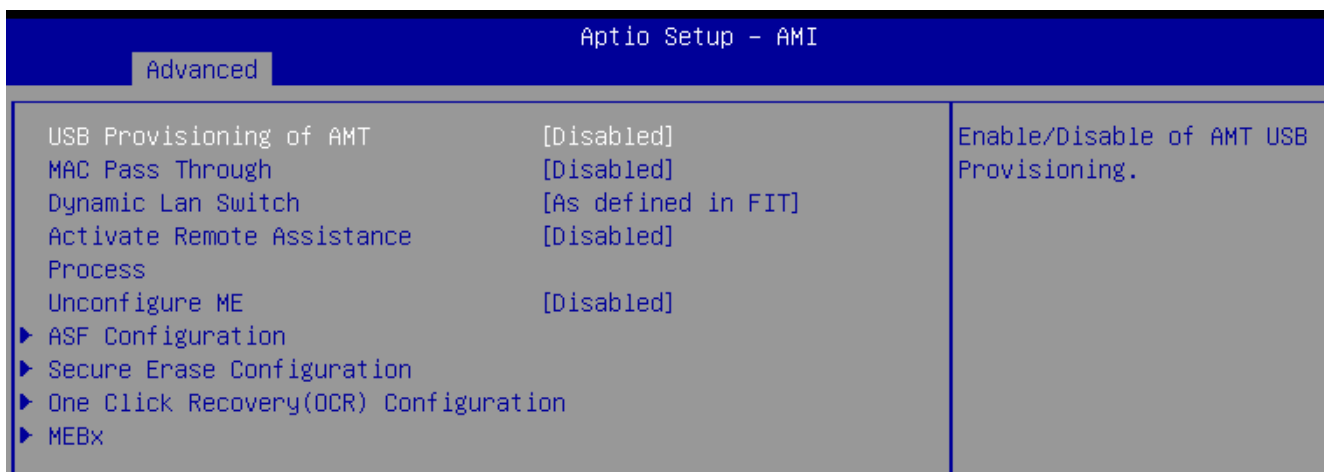 Aptio Setup – AMI
Advanced
USB Provisioning of AMT [Disabled]
MAC Pass Through [Disabled]
Dynamic Lan Switch [As defined in FIT]
Activate Remote Assistance [Disabled]
Process
Unconfigure ME [Disabled]
▶ ASF Configuration
▶ Secure Erase Configuration
▶ One Click Recovery(OCR) Configuration
▶ MEBx
Enable/Disable of AMT USB
Provisioning.